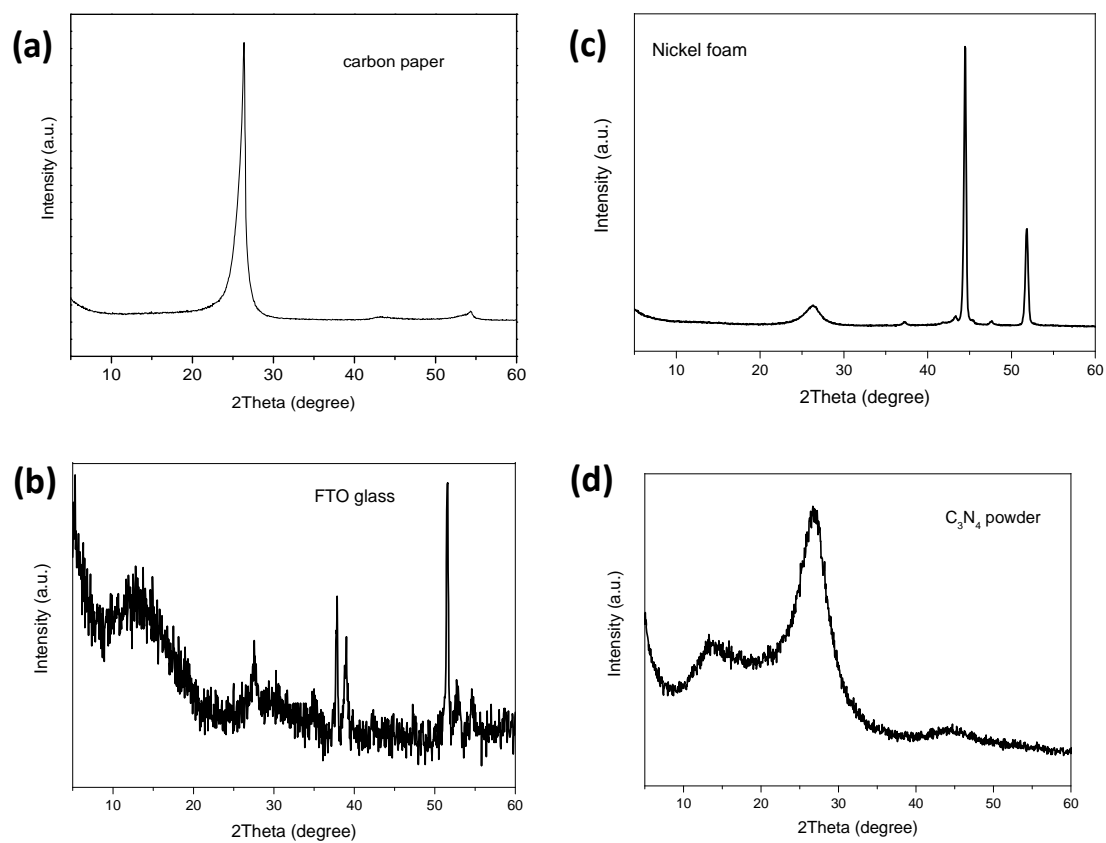 (a)
carbon paper
Intensity (a.u.)
10 20 30 40 50 60
2Theta (degree)
(c)
Nickel foam
Intensity (a.u.)
10 20 30 40 50 60
2Theta (degree)
(b)
FTO glass
Intensity (a.u.)
10 20 30 40 50 60
2Theta (degree)
(d)
C₃N₄ powder
Intensity (a.u.)
10 20 30 40 50 60
2Theta (degree)